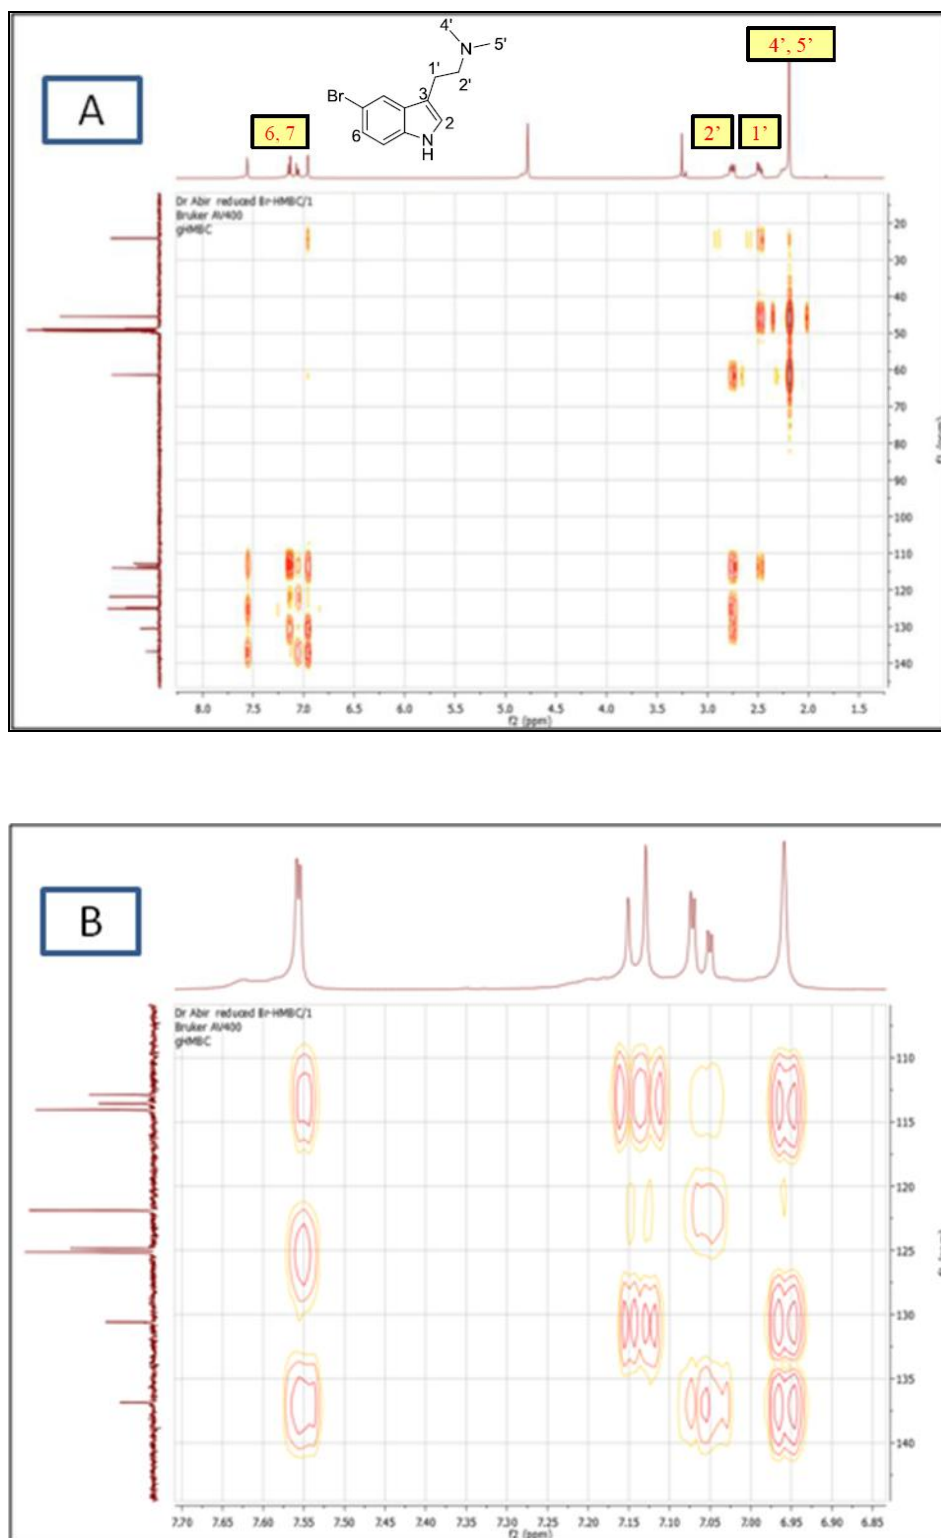 A
4'
N
5'
1'
2'
Br
3
2
6
N
H
4’, 5’
6, 7
2’
1’
Dr Abir reduced Br-HMBC/1
Bruker AV400
gHMBC
20
30
40
50
60
70
80
90
100
110
120
130
140
8.0 7.5 7.0 6.5 6.0 5.5 5.0 4.5 4.0 3.5 3.0 2.5 2.0 1.5
f2 (ppm)
B
Dr Abir reduced Br-HMBC/1
Bruker AV400
gHMBC
110
115
120
125
130
135
140
7.70 7.65 7.60 7.55 7.50 7.45 7.40 7.35 7.30 7.25 7.20 7.15 7.10 7.05 7.00 6.95 6.90 6.85
f2 (ppm)